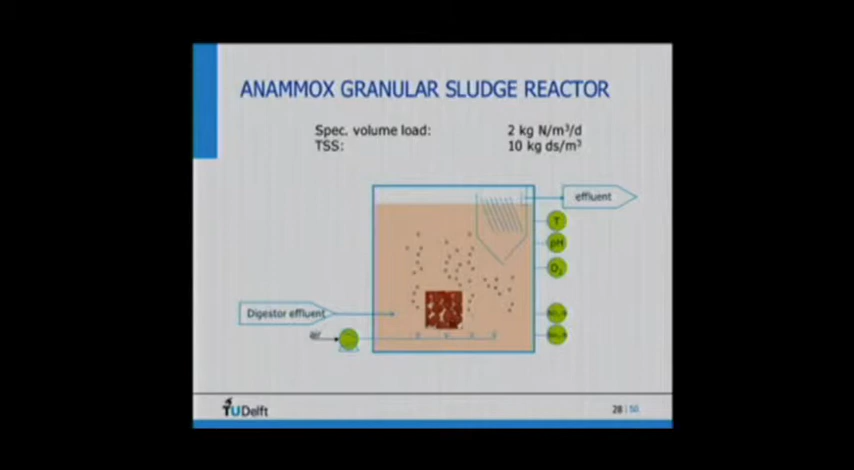 ANAMMOX GRANULAR SLUDGE REACTOR
Spec. volume load: 2 kg N/m³/d
TSS: 10 kg ds/m³
effluent
T
pH
O₂
Digestor effluent
air
TUDelft
28 | 50